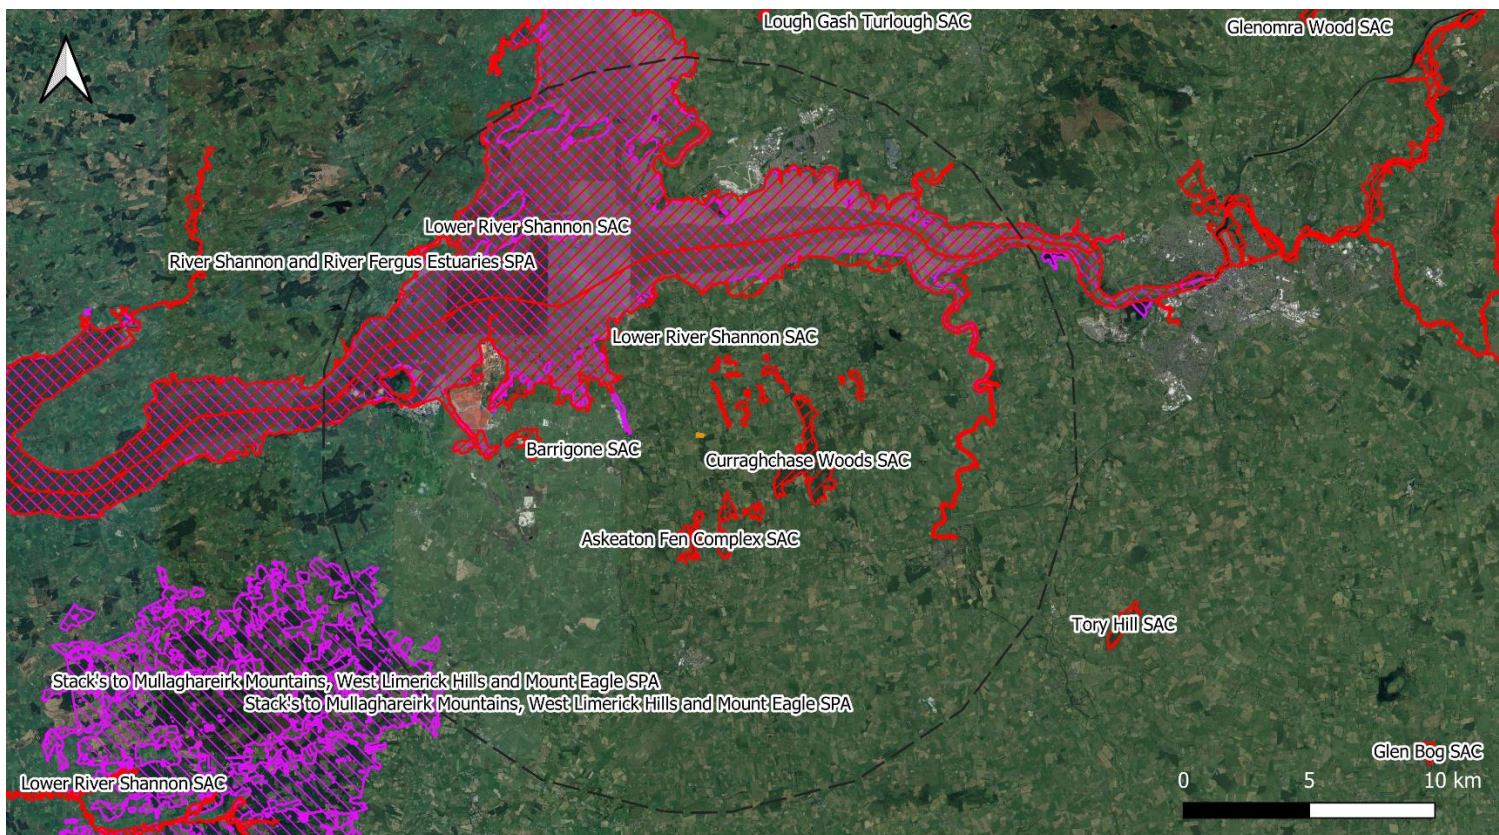 Lough Gash Turlough SAC
Glenomra Wood SAC
Lower River Shannon SAC
River Shannon and River Fergus Estuaries SPA
Lower River Shannon SAC
Barrigone SAC
Curraghchase Woods SAC
Askeaton Fen Complex SAC
Tory Hill SAC
Stack's to Mullaghareirk Mountains, West Limerick Hills and Mount Eagle SPA
Stack's to Mullaghareirk Mountains, West Limerick Hills and Mount Eagle SPA
Glen Bog SAC
Lower River Shannon SAC
0 5 10 km